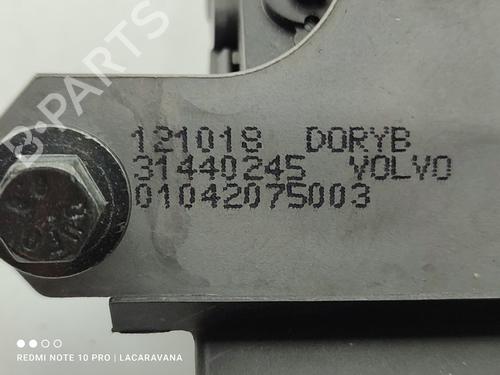 B-PARTS
121018 DORYB
31440245 VOLVO
01042075003
REDMI NOTE 10 PRO | LACARAVANA